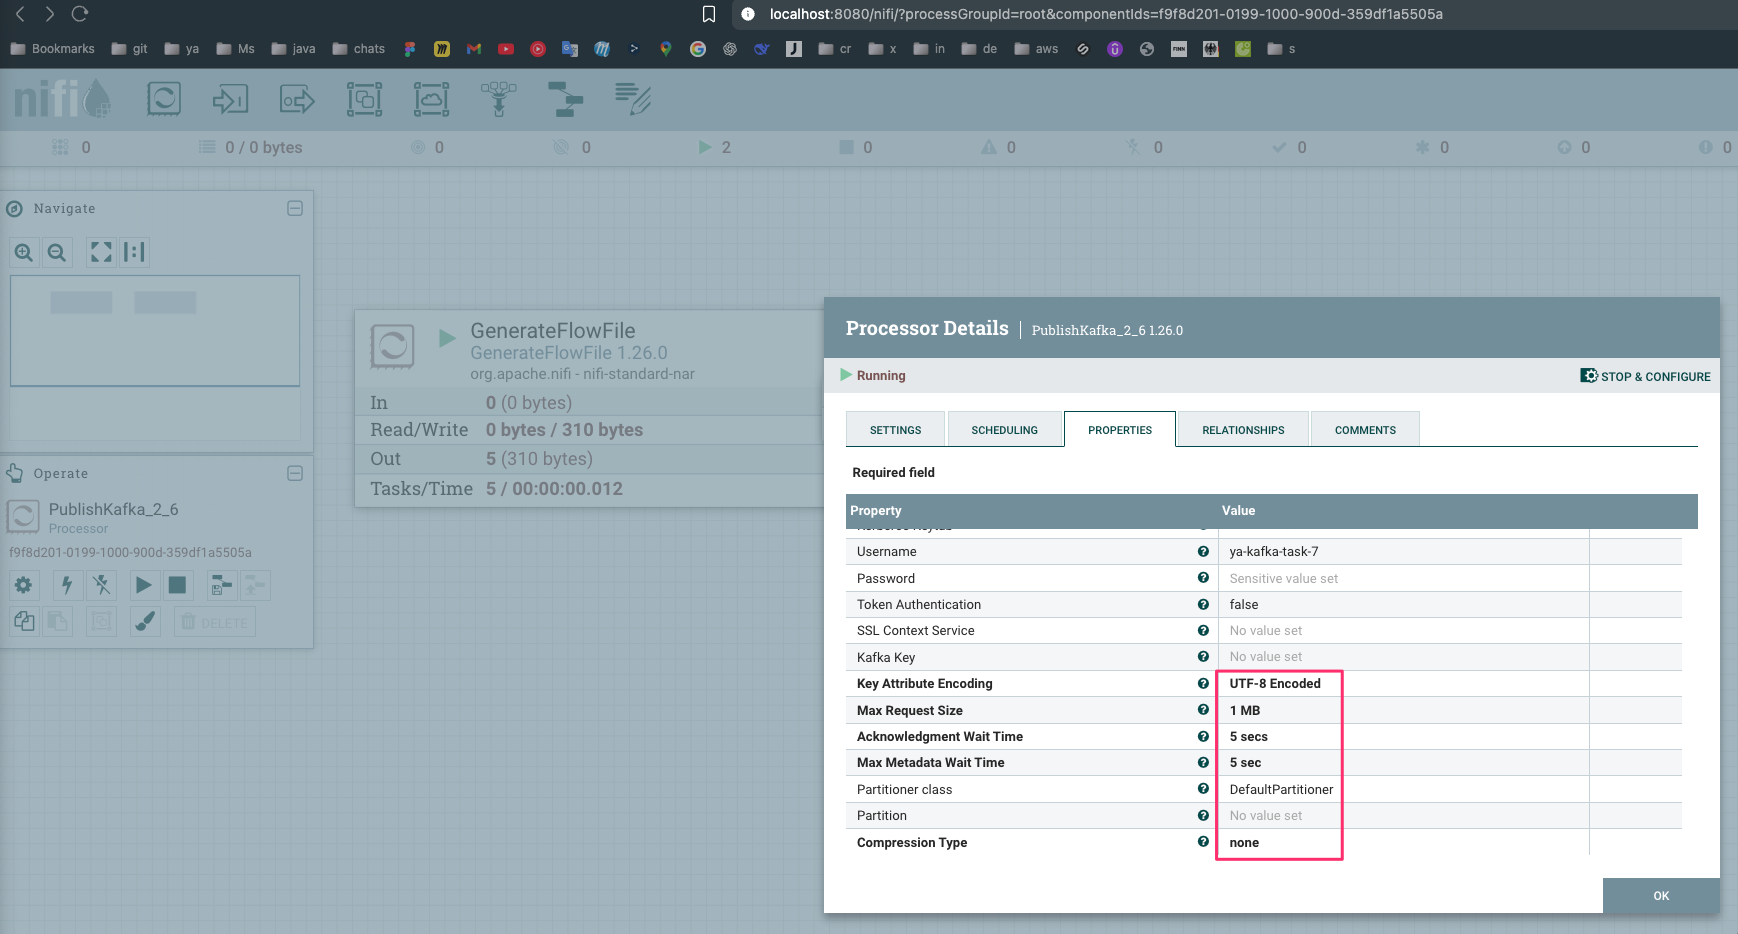 localhost:8080/nifi/?processGroupId=root&componentIds=f9f8d201-0199-1000-900d-359df1a5505a
Bookmarks git ya Ms java chats cr x in de aws s
nifi
0 0 / 0 bytes 0 0 2 0 0 0 0 0 0 0
Navigate
Operate
PublishKafka_2_6
Processor
f9f8d201-0199-1000-900d-359df1a5505a
DELETE
GenerateFlowFile
GenerateFlowFile 1.26.0
org.apache.nifi - nifi-standard-nar
In 0 (0 bytes)
Read/Write 0 bytes / 310 bytes
Out 5 (310 bytes)
Tasks/Time 5 / 00:00:00.012
Processor Details | PublishKafka_2_6 1.26.0
Running
STOP & CONFIGURE
SETTINGS SCHEDULING PROPERTIES RELATIONSHIPS COMMENTS
Required field
Property Value
Username ya-kafka-task-7
Password Sensitive value set
Token Authentication false
SSL Context Service No value set
Kafka Key No value set
Key Attribute Encoding UTF-8 Encoded
Max Request Size 1 MB
Acknowledgment Wait Time 5 secs
Max Metadata Wait Time 5 sec
Partitioner class DefaultPartitioner
Partition No value set
Compression Type none
OK